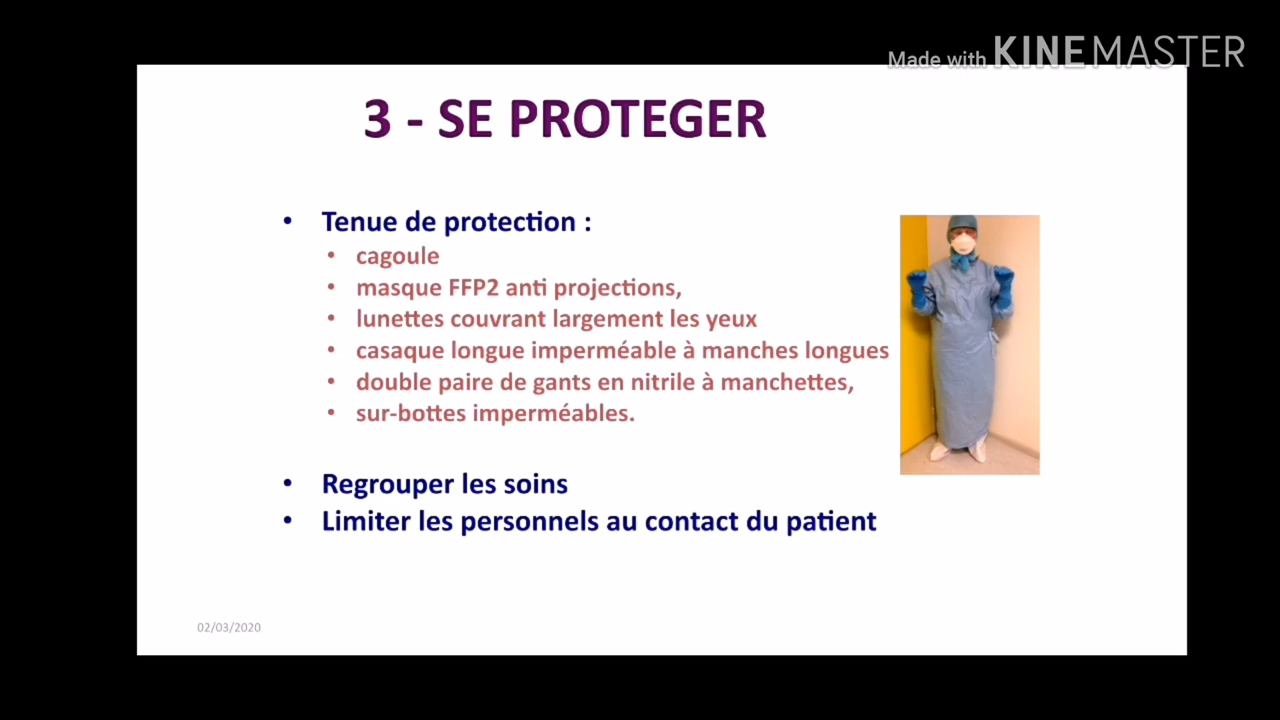 Made with KINEMASTER
3 - SE PROTEGER
• Tenue de protection :
• cagoule
• masque FFP2 anti projections,
• lunettes couvrant largement les yeux
• casaque longue imperméable à manches longues
• double paire de gants en nitrile à manchettes,
• sur-bottes imperméables.
• Regrouper les soins
• Limiter les personnels au contact du patient
02/03/2020